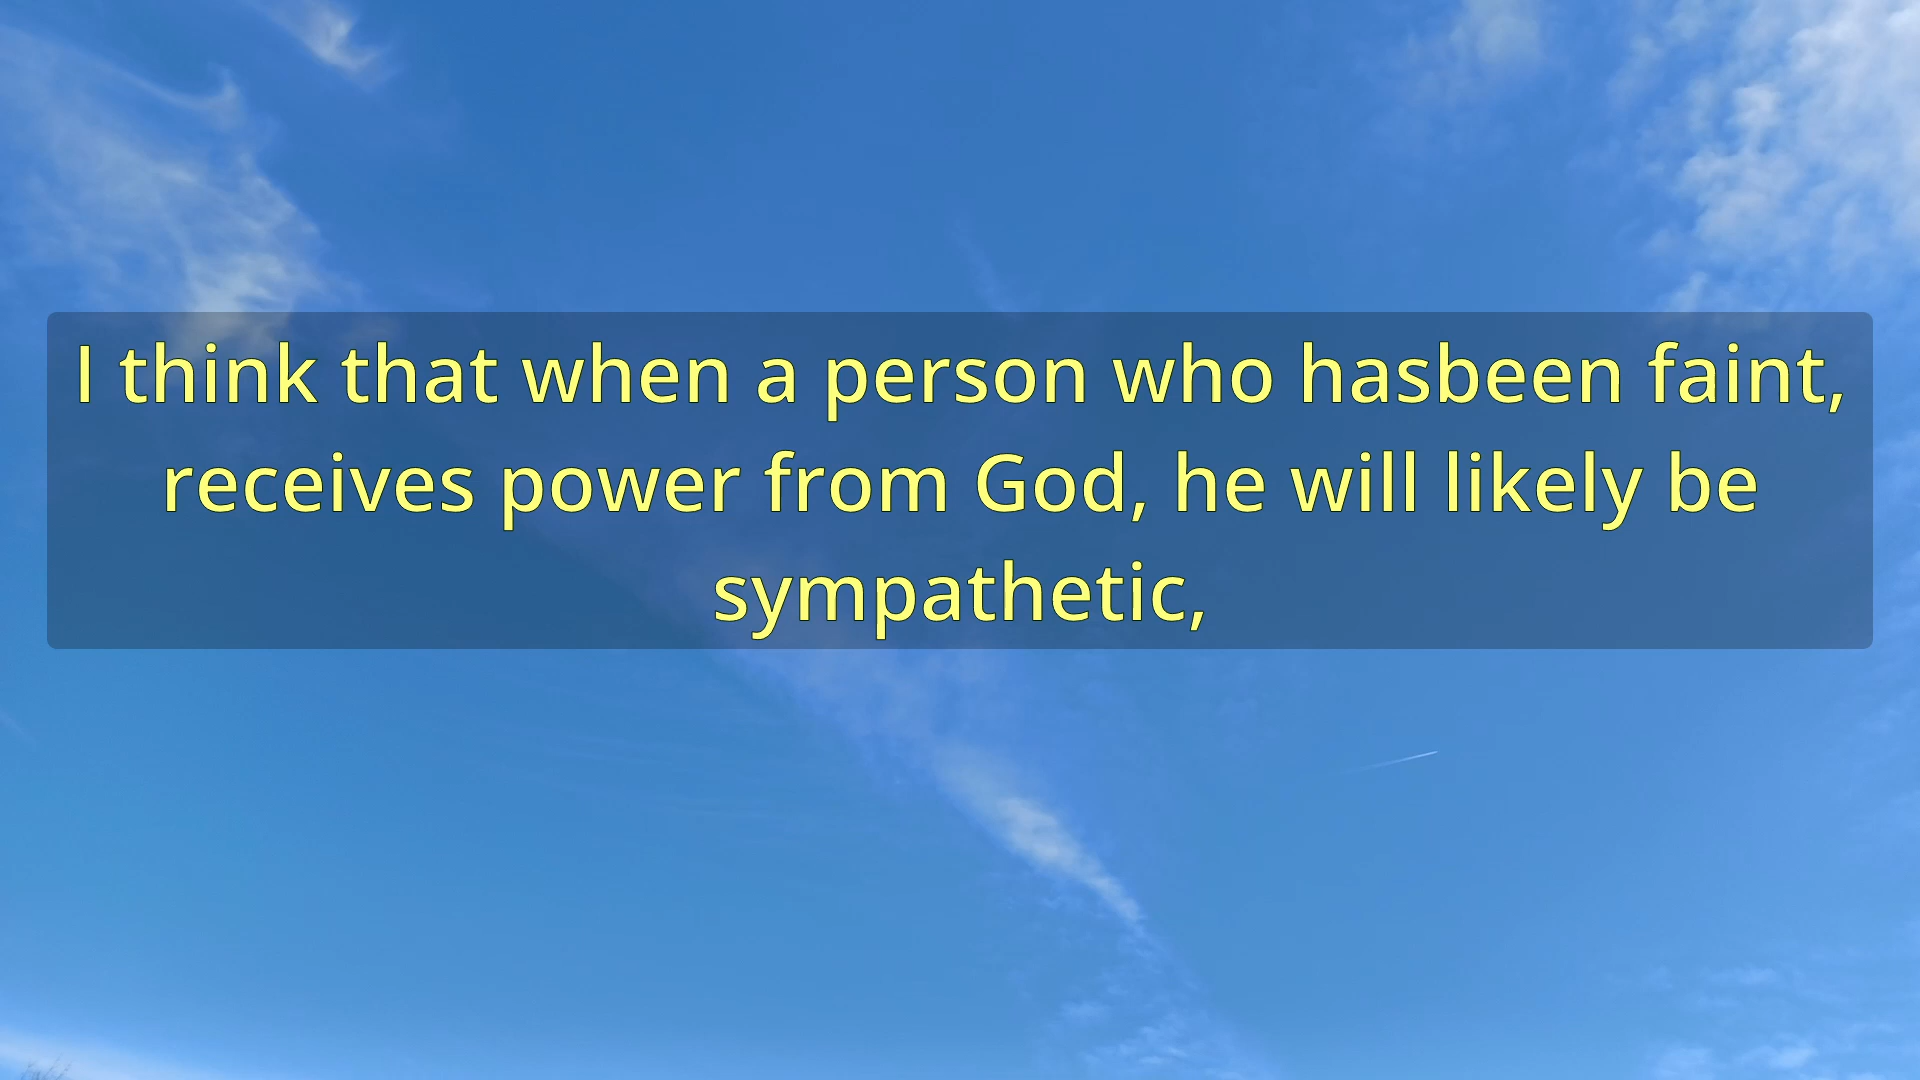 I think that when a person who hasbeen faint,
receives power from God, he will likely be
sympathetic,